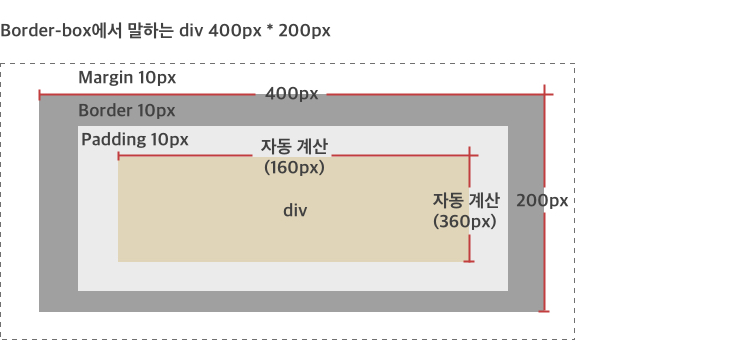 Border-box에서 말하는 div 400px * 200px
Margin 10px
400px
Border 10px
Padding 10px
자동 계산
(160px)
자동 계산
(360px)
200px
div